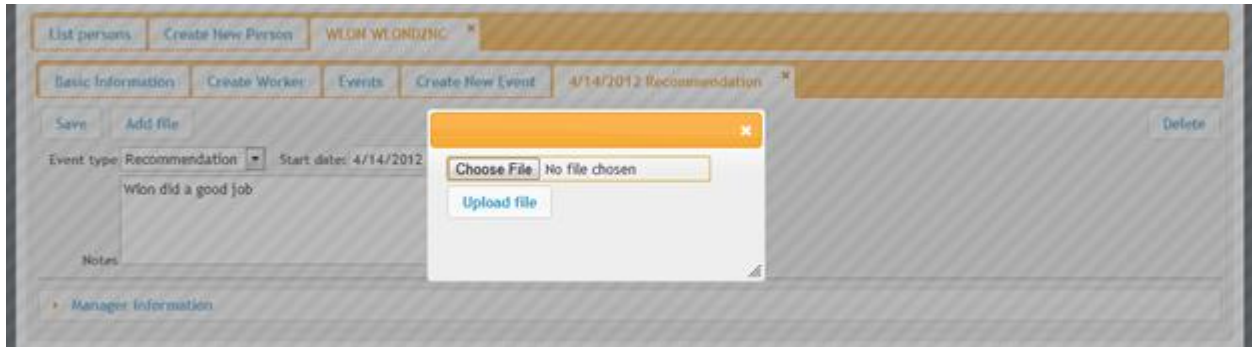 List persons Create New Person WLON WLONDZNC ×
Basic Information Create Worker Events Create New Event 4/14/2012 Recommendation ×
Save Add file Delete
Event type Recommendation Start date: 4/14/2012
Wlon did a good job
Notes
×
Choose File No file chosen
Upload file
Manager Information